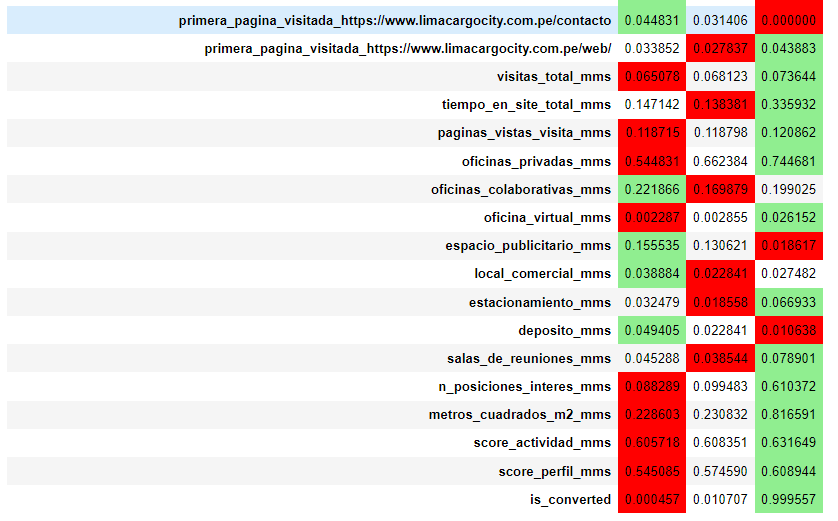 primera_pagina_visitada_https://www.limacargocity.com.pe/contacto 0.044831 0.031406 0.000000
primera_pagina_visitada_https://www.limacargocity.com.pe/web/ 0.033852 0.027837 0.043883
visitas_total_mms 0.065078 0.068123 0.073644
tiempo_en_site_total_mms 0.147142 0.138381 0.335932
paginas_vistas_visita_mms 0.118715 0.118798 0.120862
oficinas_privadas_mms 0.544831 0.662384 0.744681
oficinas_colaborativas_mms 0.221866 0.169879 0.199025
oficina_virtual_mms 0.002287 0.002855 0.026152
espacio_publicitario_mms 0.155535 0.130621 0.018617
local_comercial_mms 0.038884 0.022841 0.027482
estacionamiento_mms 0.032479 0.018558 0.066933
deposito_mms 0.049405 0.022841 0.010638
salas_de_reuniones_mms 0.045288 0.038544 0.078901
n_posiciones_interes_mms 0.088289 0.099483 0.610372
metros_cuadrados_m2_mms 0.228603 0.230832 0.816591
score_actividad_mms 0.605718 0.608351 0.631649
score_perfil_mms 0.545085 0.574590 0.608944
is_converted 0.000457 0.010707 0.999557